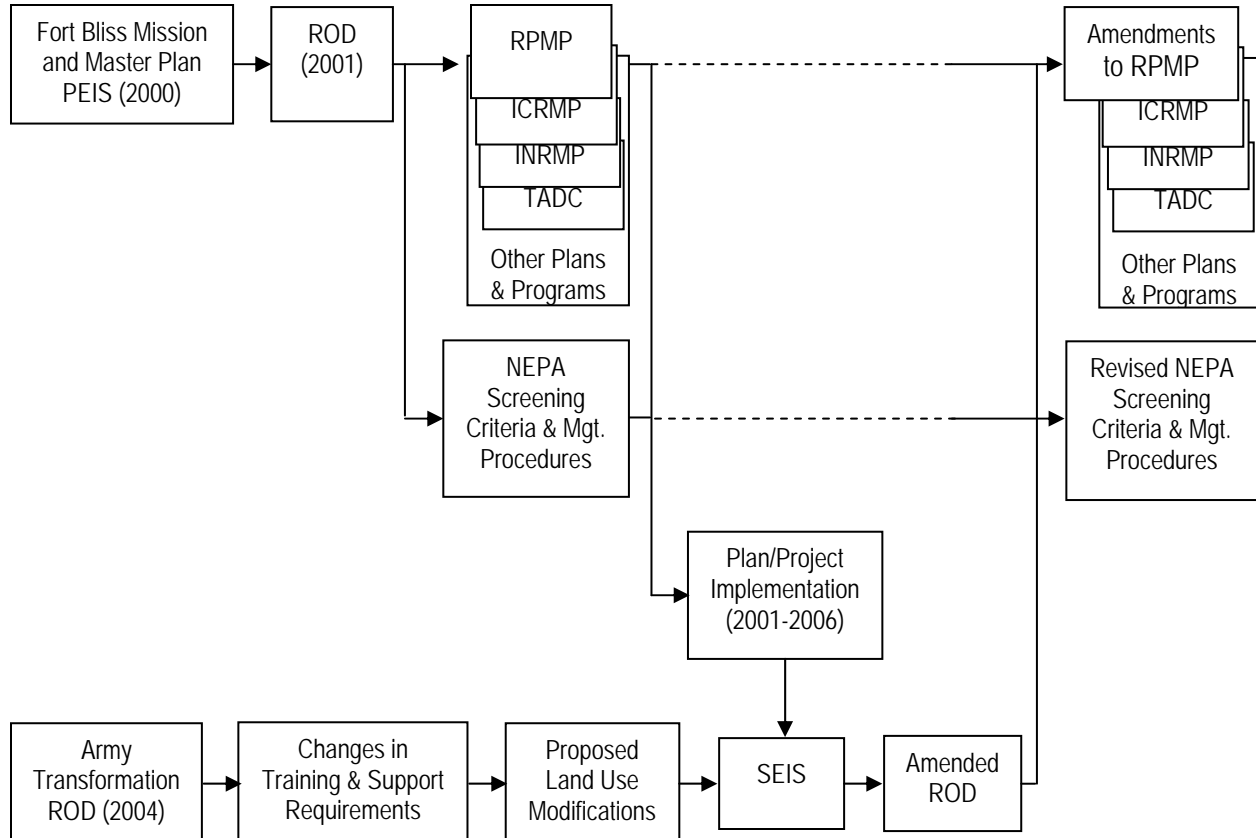 Fort Bliss Mission
and Master Plan
PEIS (2000)
ROD
(2001)
RPMP
ICRMP
INRMP
TADC
Other Plans
& Programs
Amendments
to RPMP
ICRMP
INRMP
TADC
Other Plans
& Programs
NEPA
Screening
Criteria & Mgt.
Procedures
Revised NEPA
Screening
Criteria & Mgt.
Procedures
Plan/Project
Implementation
(2001-2006)
Army
Transformation
ROD (2004)
Changes in
Training & Support
Requirements
Proposed
Land Use
Modifications
SEIS
Amended
ROD